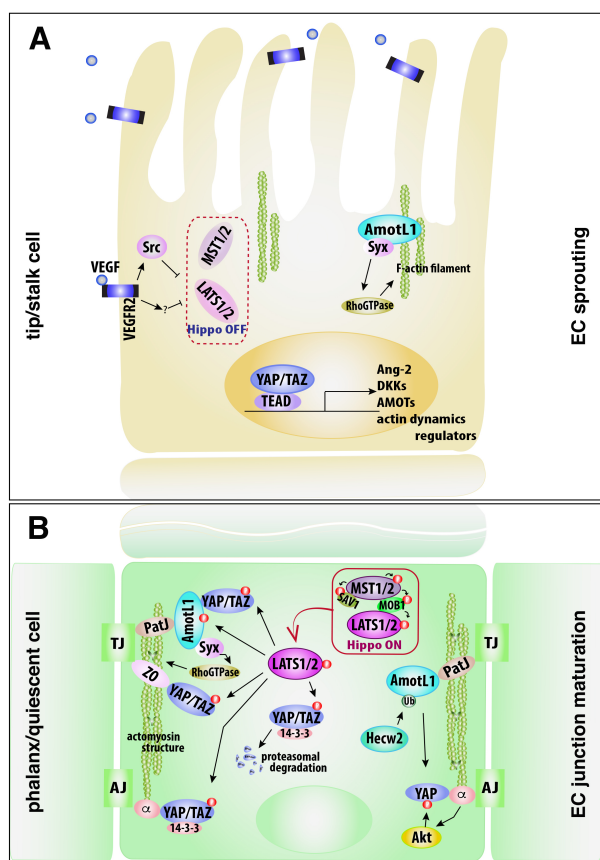 A
tip/stalk cell
EC sprouting
VEGF
VEGFR2
Src
?
MST1/2
LATS1/2
Hippo OFF
AmotL1
Syx
F-actin filament
RhoGTPase
YAP/TAZ
TEAD
Ang-2
DKKs
AMOTs
actin dynamics
regulators
B
phalanx/quiescent cell
EC junction maturation
TJ
AJ
PatJ
AmotL1
YAP/TAZ
P
P
Syx
RhoGTPase
ZO
YAP/TAZ
P
actomyosin
structure
α
YAP/TAZ
P
14-3-3
LATS1/2
P
YAP/TAZ
P
14-3-3
proteasomal
degradation
MST1/2
P
P
SAV1
MOB1
P
LATS1/2
P
Hippo ON
TJ
AJ
PatJ
AmotL1
Ub
Hecw2
YAP
P
α
Akt